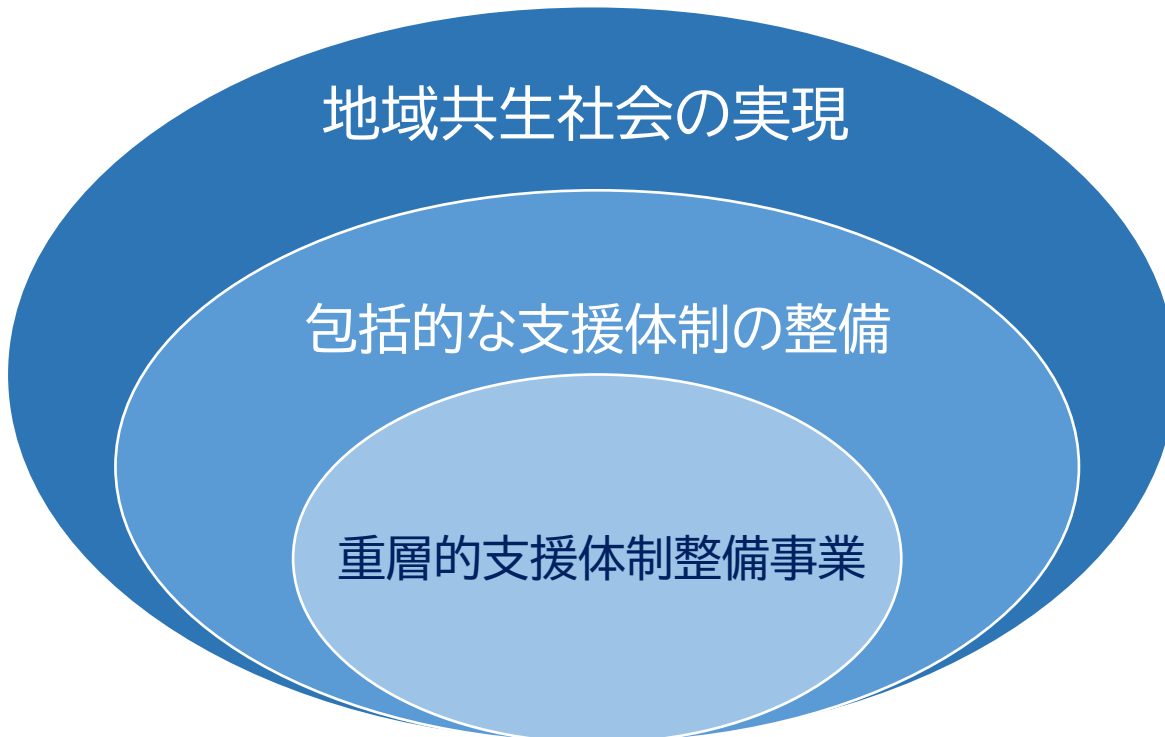 地域共生社会の実現
包括的な支援体制の整備
重層的支援体制整備事業